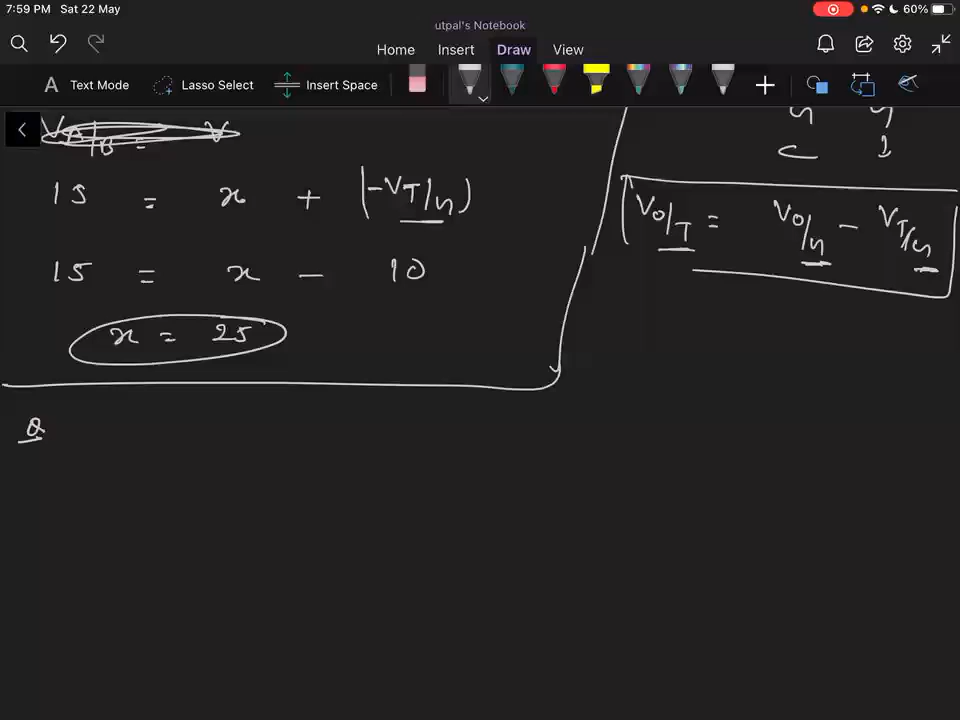 7:59 PM Sat 22 May
60%
utpal's Notebook
Home Insert Draw View
A Text Mode Lasso Select Insert Space
15 = x + (-VT/g)
15 = x - 10
x = 25
Q
VO/T = VO/g - VT/g